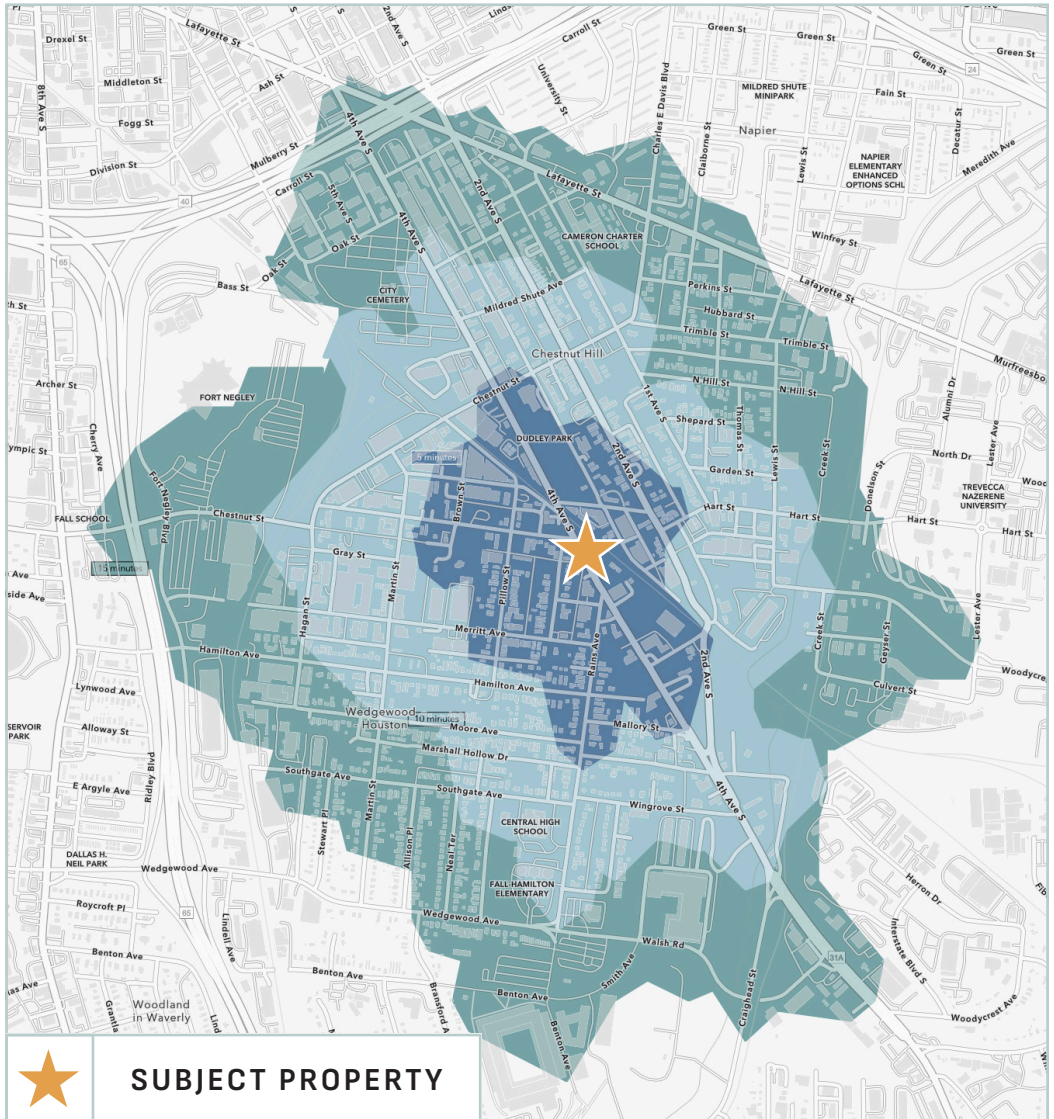 Drexel St
Lafayette St
2nd Ave S
Carroll St
Green St
Green St
Green St
Green St
24
8th Ave S
Middleton St
Ash St
University St
Charles E Davis Blvd
MILDRED SHUTE
MINIPARK
Fain St
Fogg St
4th Ave S
Claiborne St
Napier
Decatur St
Division St
Mulberry St
Lewis St
NAPIER
ELEMENTARY
ENHANCED
OPTIONS SCHL
Meredith Ave
40
Carroll St
5th Ave S
2nd Ave S
Lafayette St
4th Ave S
CAMERON CHARTER
SCHOOL
Winfrey St
65
Oak St
Oak St
Bass St
CITY
CEMETERY
Mildred Shute Ave
Perkins St
Lafayette St
Hubbard St
Trimble St
Trimble St
Chestnut Hill
Murfreesbo
Archer St
FORT NEGLEY
Chestnut St
N Hill St
N Hill St
1st Ave S
Alumni Dr
Shepard St
Thomas St
Cherry Ave
DUDLEY PARK
2nd Ave S
Lester Ave
North Dr
5 minutes
Garden St
Lewis St
Creek St
Donelson St
TREVECCA
NAZARENE
UNIVERSITY
Fort Negley Blvd
Brown St
4th Ave S
Hart St
Hart St
Hart St
Hart St
FALL SCHOOL
Chestnut St
Gray St
Martin St
15 minutes
Pillow St
Hagan St
Merritt Ave
Rains Ave
Creek St
Geyser St
Lester Ave
Hamilton Ave
2nd Ave S
Hamilton Ave
Culvert St
Lynwood Ave
Wedgewood
Houston
10 minutes
Moore Ave
Mallory St
Alloway St
Marshall Hollow Dr
Ridley Blvd
Southgate Ave
Southgate Ave
4th Ave S
E Argyle Ave
Martin St
Wingrove St
Stewart Pl
CENTRAL HIGH
SCHOOL
Allison Pl
Neal Ter
DALLAS H.
NEIL PARK
Wedgewood Ave
FALL-HAMILTON
ELEMENTARY
Herron Dr
Roycroft Pl
65
Lindell Ave
Wedgewood Ave
Walsh Rd
Interstate Blvd S
Benton Ave
Benton Ave
Smith Ave
31A
Benton Ave
Craighead St
Woodland
in Waverly
Bransford A
Benton Ave
Woodycrest Ave
SUBJECT PROPERTY